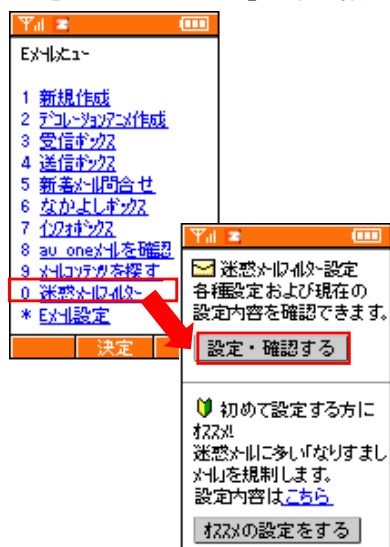 Eﾒｰﾙﾒﾆｭｰ
1 新規作成
2 ﾃﾞｺﾚｰｼｮﾝｱﾆﾒ作成
3 受信ﾎﾞｯｸｽ
4 送信ﾎﾞｯｸｽ
5 新着ﾒｰﾙ問合せ
6 なかよしﾎﾞｯｸｽ
7 ｲﾝﾌｫﾎﾞｯｸｽ
8 au oneﾒｰﾙを確認
9 ﾒｰﾙｺﾝﾃﾝﾂを探す
0 迷惑ﾒｰﾙﾌｨﾙﾀｰ
* Eﾒｰﾙ設定
決定
迷惑ﾒｰﾙﾌｨﾙﾀｰ設定
各種設定および現在の
設定内容を確認できます。
設定・確認する
初めて設定する方に
ｵｽｽﾒ!
迷惑ﾒｰﾙに多い｢なりすまし
ﾒｰﾙ｣を規制します。
設定内容はこちら
ｵｽｽﾒの設定をする